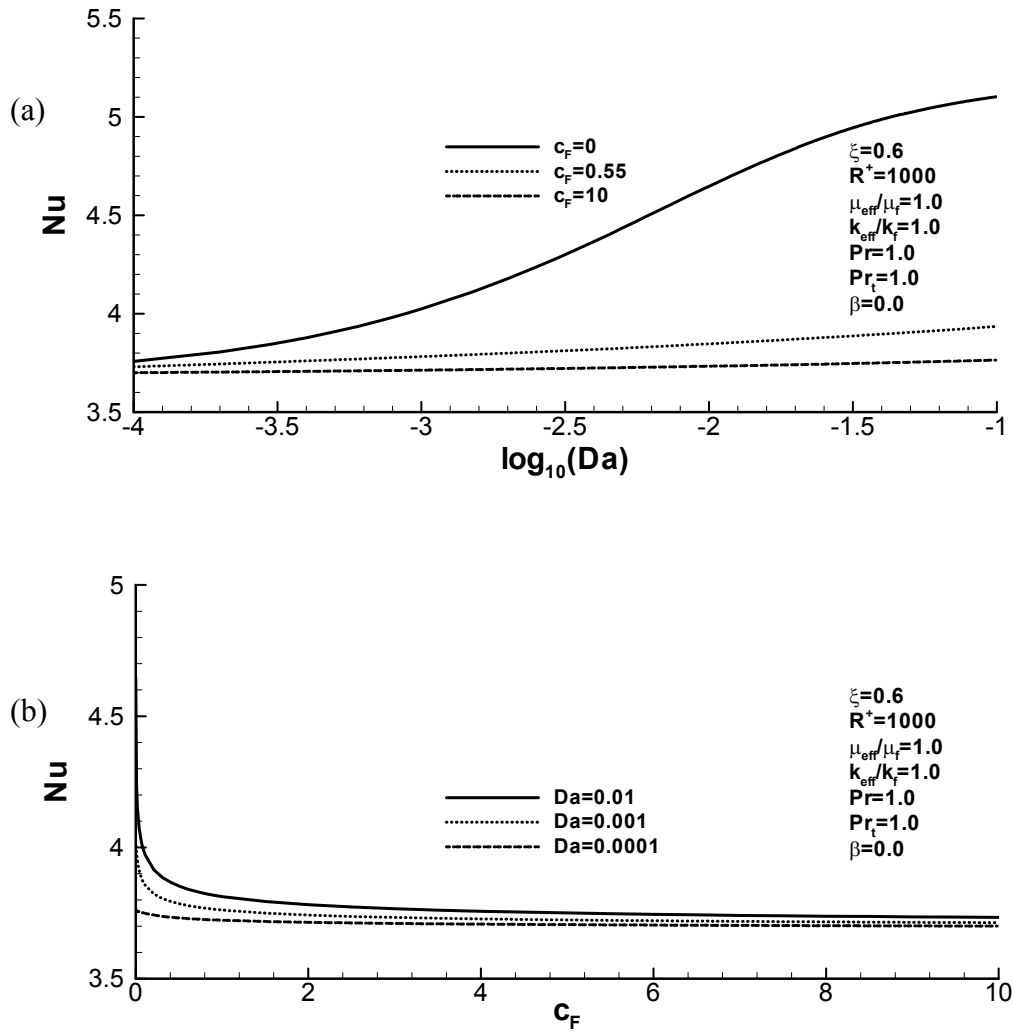 5.5
5
4.5
4
3.5
Nu
(a)
c_F=0
c_F=0.55
c_F=10
ξ=0.6
R⁺=1000
μ_eff/μ_f=1.0
k_eff/k_f=1.0
Pr=1.0
Pr_t=1.0
β=0.0
-4 -3.5 -3 -2.5 -2 -1.5 -1
log₁₀(Da)
5
4.5
4
3.5
Nu
(b)
Da=0.01
Da=0.001
Da=0.0001
ξ=0.6
R⁺=1000
μ_eff/μ_f=1.0
k_eff/k_f=1.0
Pr=1.0
Pr_t=1.0
β=0.0
0 2 4 6 8 10
c_F